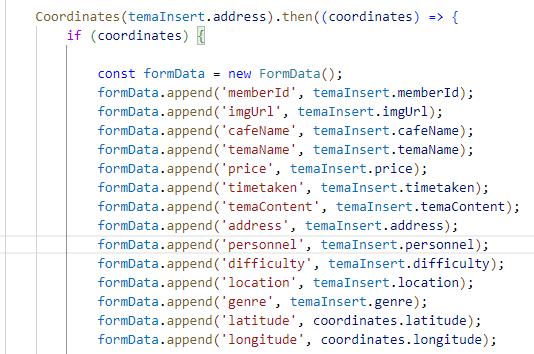 Coordinates(temaInsert.address).then((coordinates) => {
if (coordinates) {
const formData = new FormData();
formData.append('memberId', temaInsert.memberId);
formData.append('imgUrl', temaInsert.imgUrl);
formData.append('cafeName', temaInsert.cafeName);
formData.append('temaName', temaInsert.temaName);
formData.append('price', temaInsert.price);
formData.append('timetaken', temaInsert.timetaken);
formData.append('temaContent', temaInsert.temaContent);
formData.append('address', temaInsert.address);
formData.append('personnel', temaInsert.personnel);
formData.append('difficulty', temaInsert.difficulty);
formData.append('location', temaInsert.location);
formData.append('genre', temaInsert.genre);
formData.append('latitude', coordinates.latitude);
formData.append('longitude', coordinates.longitude);